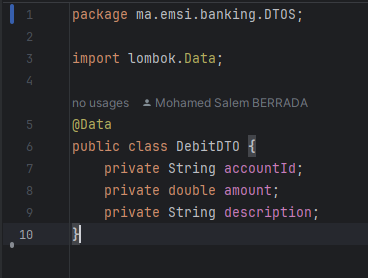 1 package ma.emsi.banking.DTOS;
2
3 import lombok.Data;
4
no usages Mohamed Salem BERRADA
5 @Data
6 public class DebitDTO {
7 private String accountId;
8 private double amount;
9 private String description;
10 }